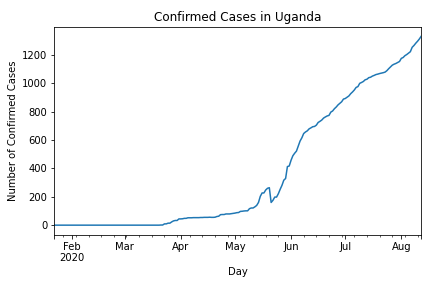 Confirmed Cases in Uganda
Number of Confirmed Cases
1200
1000
800
600
400
200
0
Feb Mar Apr May Jun Jul Aug
2020
Day